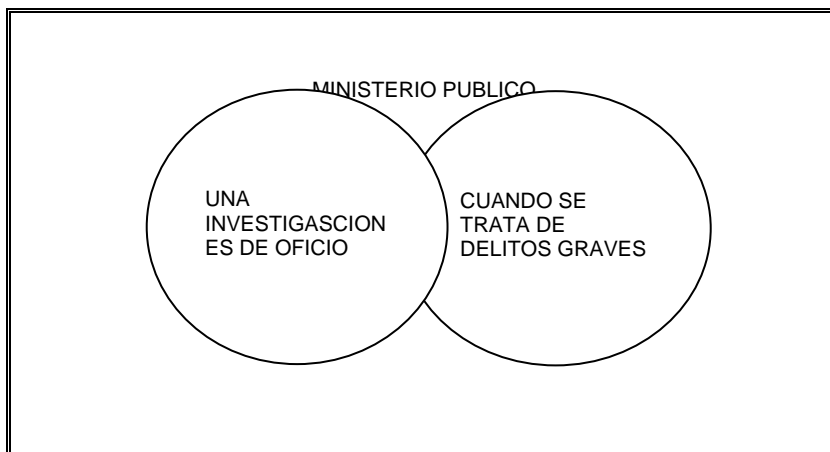 MINISTERIO PUBLICO
UNA
INVESTIGASCION
ES DE OFICIO
CUANDO SE
TRATA DE
DELITOS GRAVES